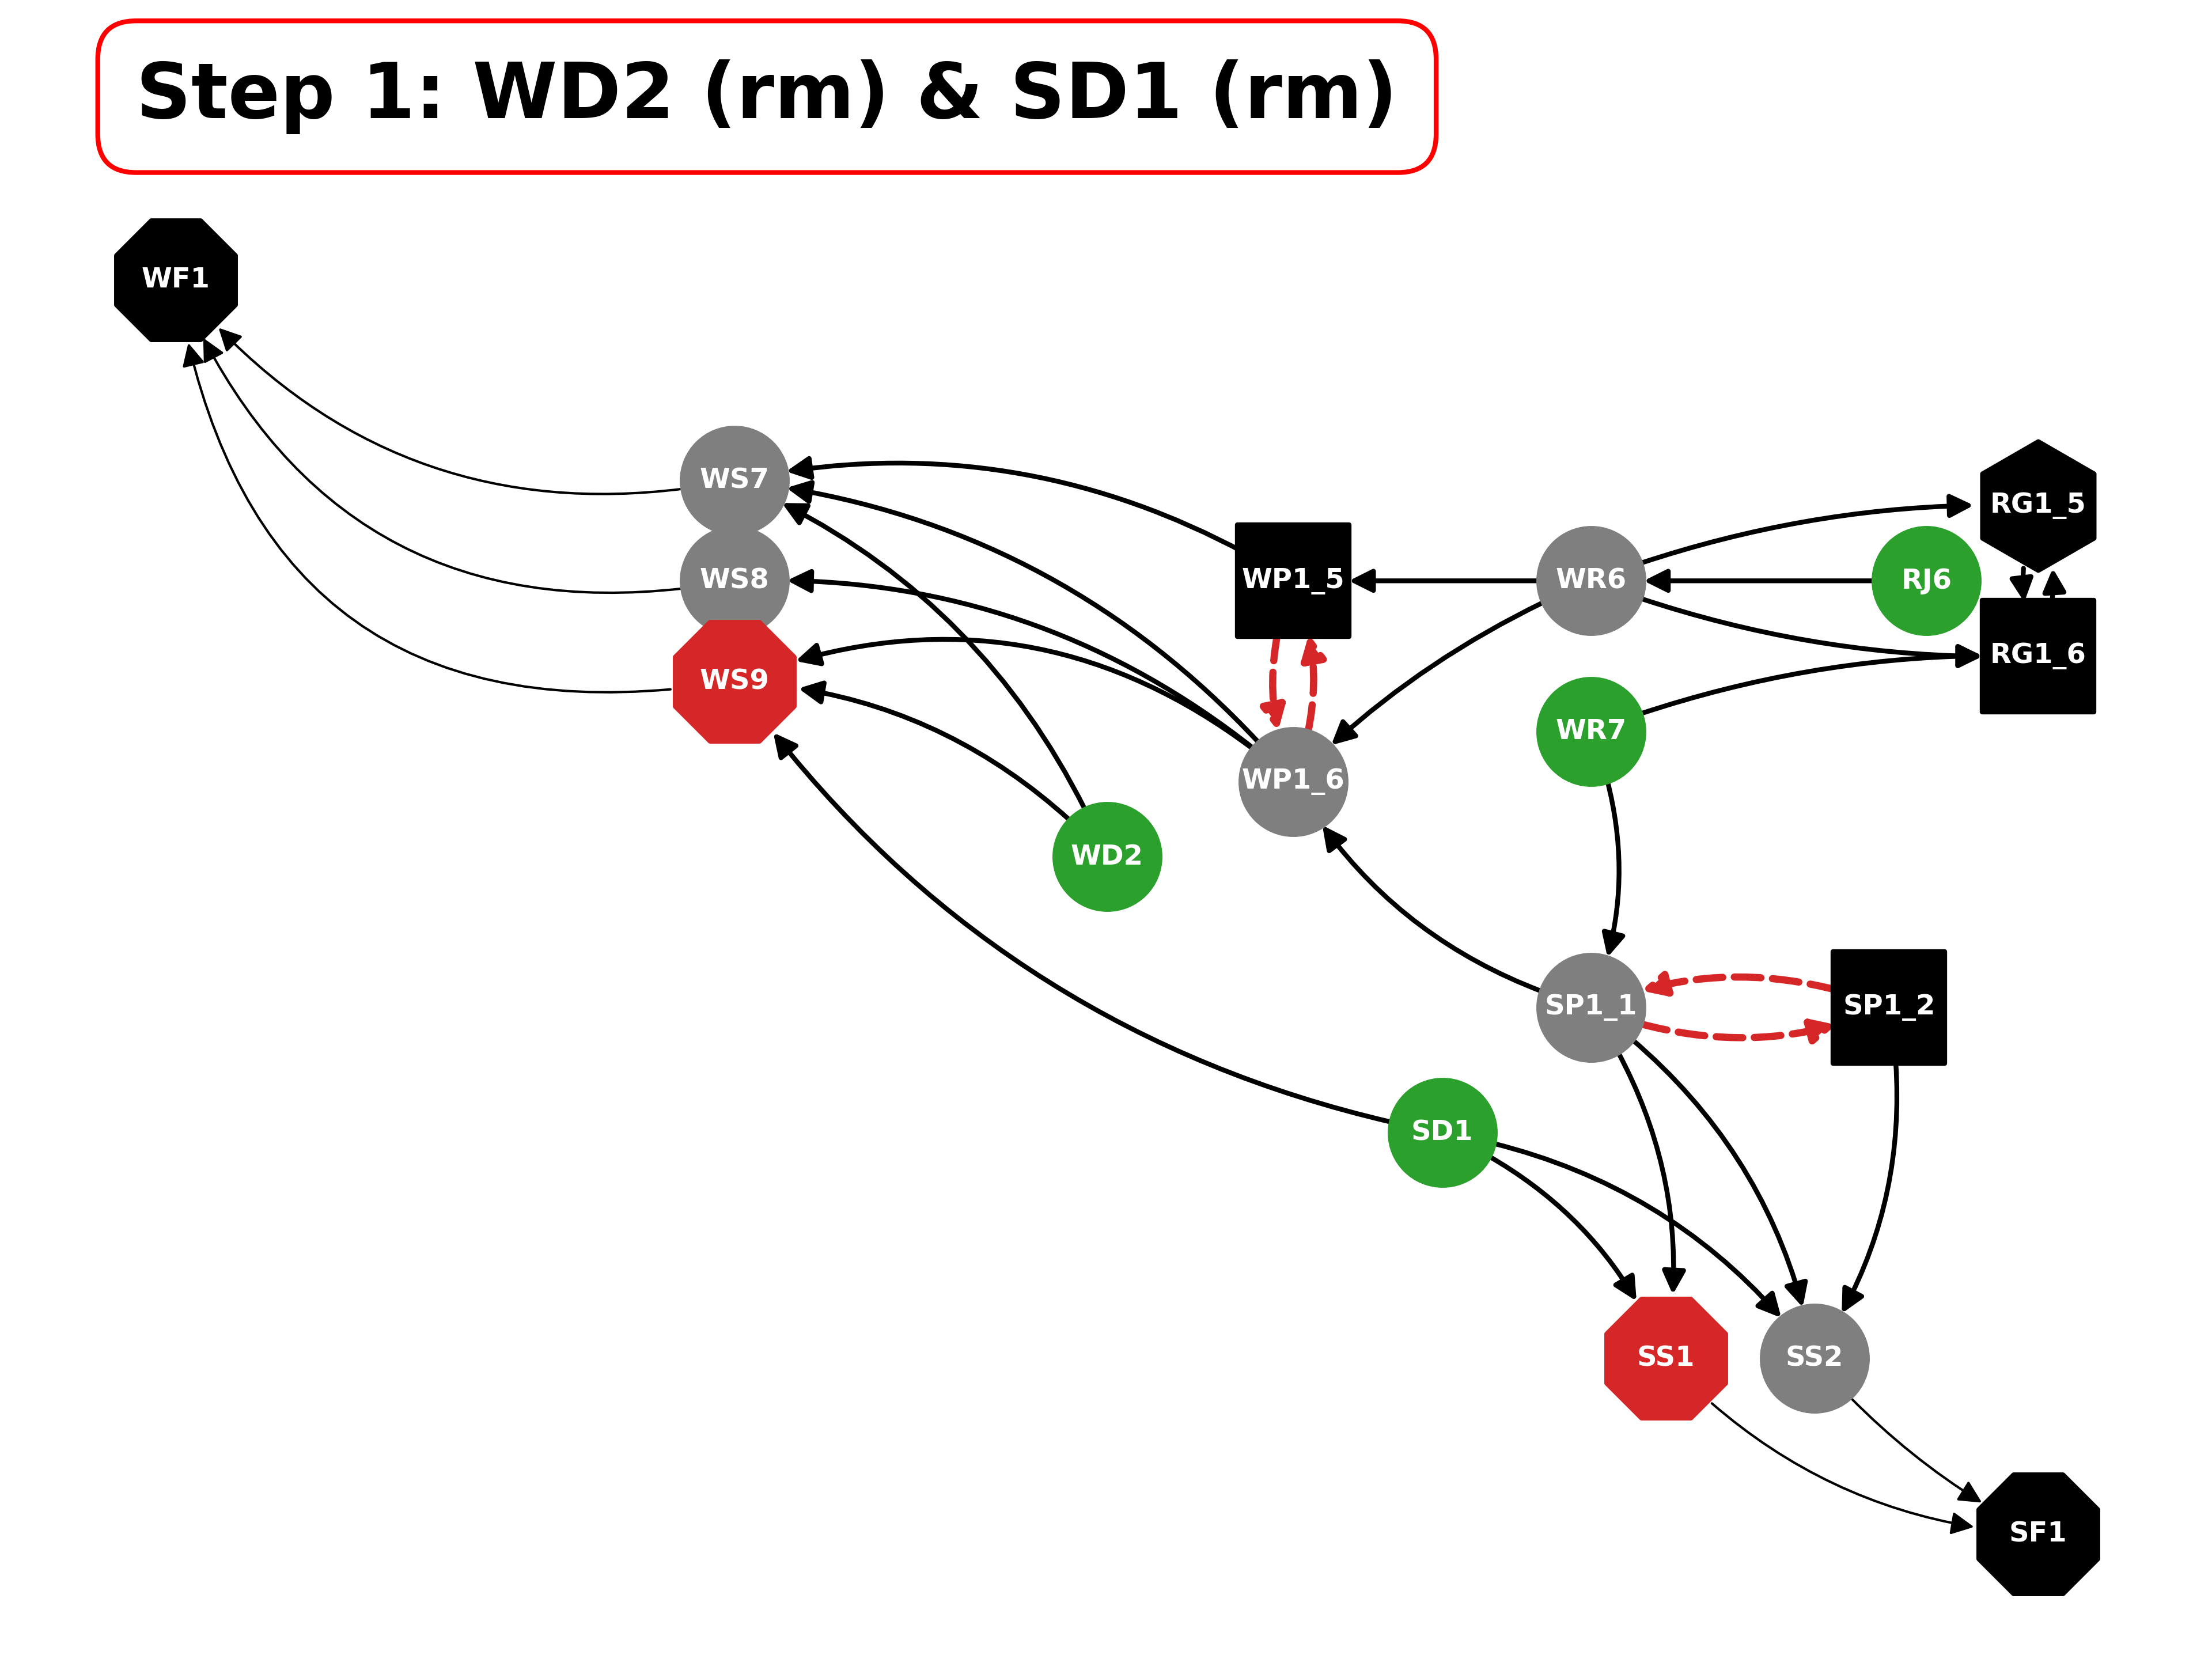 Step 1: WD2 (rm) & SD1 (rm)
WF1
WS7
RG1_5
WS8
WP1_5
WR6
RJ6
WS9
RG1_6
WR7
WP1_6
WD2
SP1_1
SP1_2
SD1
SS1
SS2
SF1